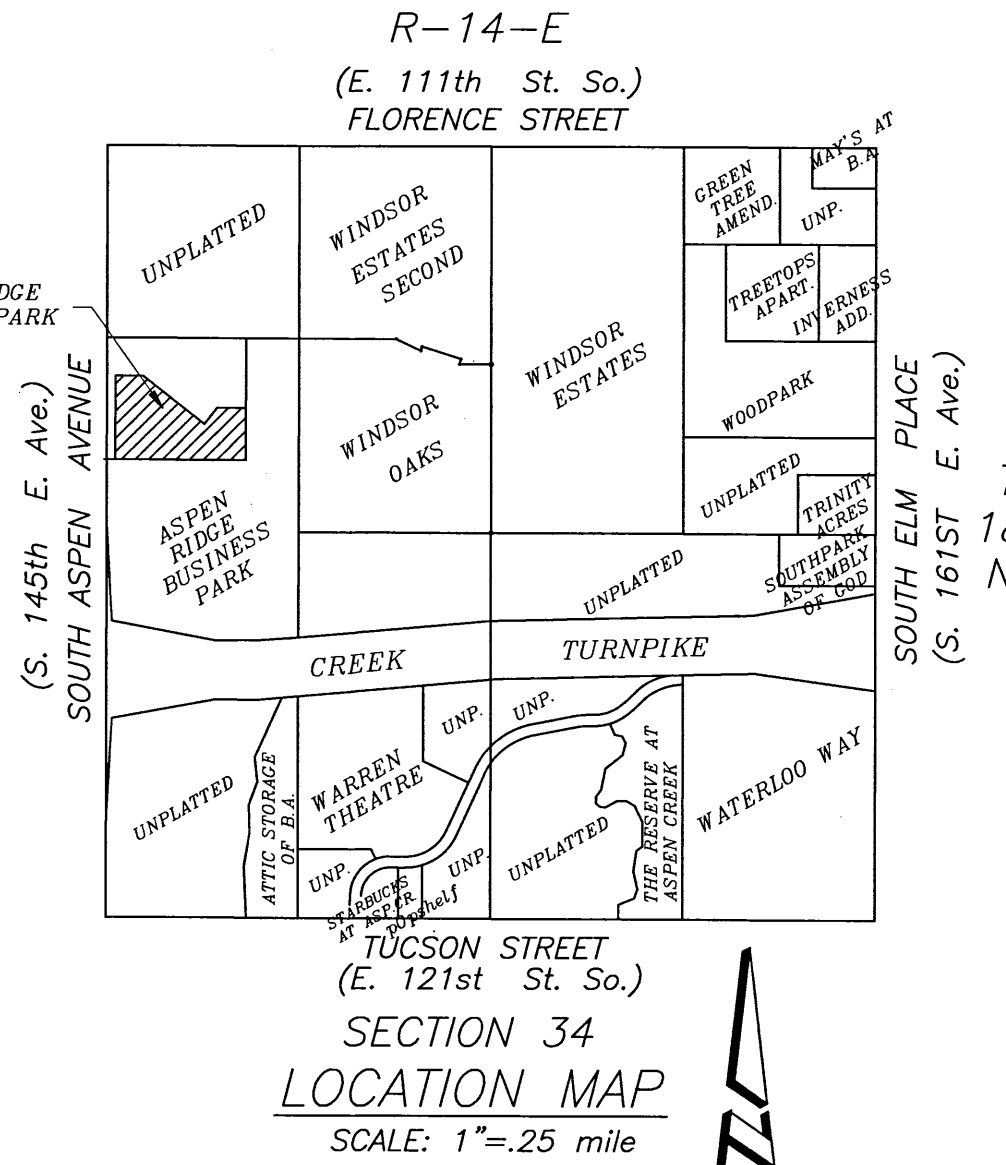 R-14-E
(E. 111th St. So.)
FLORENCE STREET
MAY'S AT
B.A.
GREEN
TREE
AMEND.
UNP.
UNPLATTED
WINDSOR
ESTATES
SECOND
TREETOPS
APART.
INVERNESS
ADD.
PARK
WINDSOR
ESTATES
(S. 145th E. Ave.)
SOUTH ASPEN AVENUE
WINDSOR
OAKS
WOODPARK
SOUTH ELM PLACE
(S. 161ST E. Ave.)
UNPLATTED
TRINITY
ACRES
ASPEN
RIDGE
BUSINESS
PARK
UNPLATTED
SOUTHPARK
ASSEMBLY
OF GOD
CREEK TURNPIKE
UNP.
UNP.
UNPLATTED
ATTIC STORAGE
OF B.A.
WARREN
THEATRE
UNPLATTED
THE RESERVE AT
ASPEN CREEK
WATERLOO WAY
UNP.
STARBUCKS
AT ASP.CR
UNP.
pOpshelf
TUCSON STREET
(E. 121st St. So.)
SECTION 34
LOCATION MAP
SCALE: 1"=.25 mile